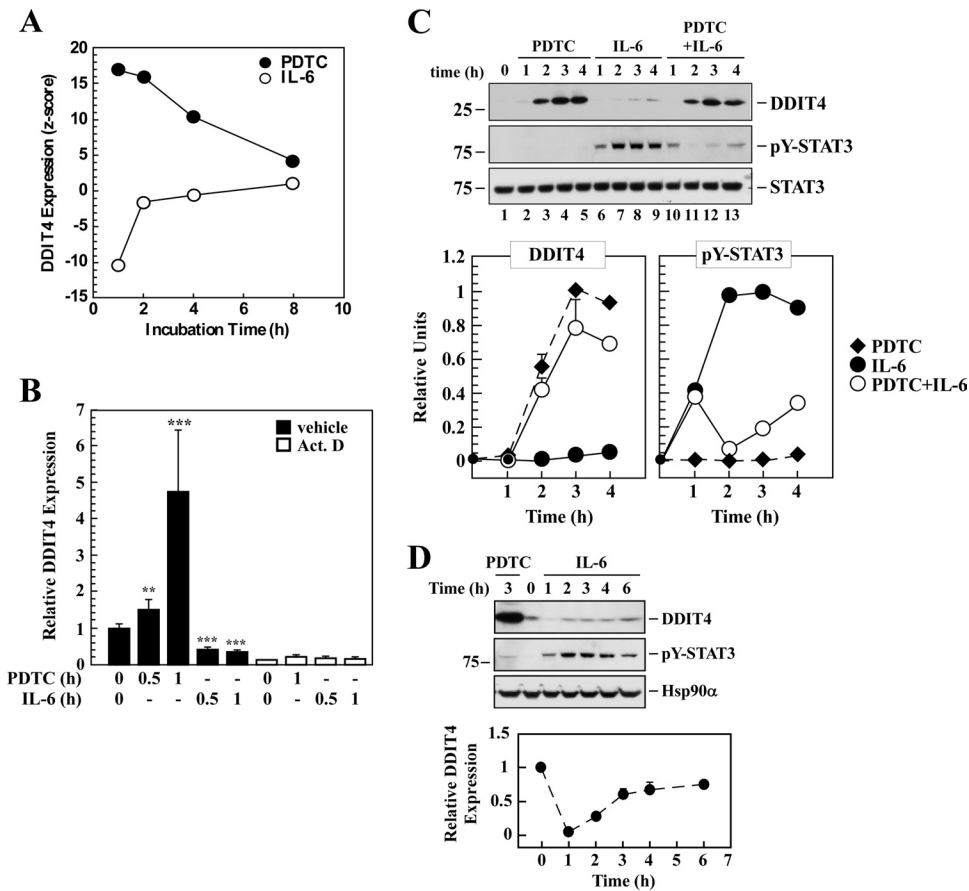 A
DDIT4 Expression (z-score)
20
15
10
5
0
-5
-10
-15
PDTC
IL-6
0 2 4 6 8 10
Incubation Time (h)
B
Relative DDIT4 Expression
7
6
5
4
3
2
1
0
vehicle
Act. D
**
***
***
***
PDTC (h) 0 0.5 1 - - 0 1 - -
IL-6 (h) 0 - - 0.5 1 0 - 0.5 1
C
PDTC IL-6 PDTC
+IL-6
time (h) 0 1 2 3 4 1 2 3 4 1 2 3 4
25 DDIT4
75 pY-STAT3
75 STAT3
1 2 3 4 5 6 7 8 9 10 11 12 13
DDIT4
pY-STAT3
Relative Units
1.2
1
0.8
0.6
0.4
0.2
0
1 2 3 4
Time (h)
1 2 3 4
Time (h)
PDTC
IL-6
PDTC+IL-6
D
PDTC IL-6
Time (h) 3 0 1 2 3 4 6
DDIT4
75 pY-STAT3
Hsp90α
Relative DDIT4
Expression
1.5
1
0.5
0
0 1 2 3 4 5 6 7
Time (h)